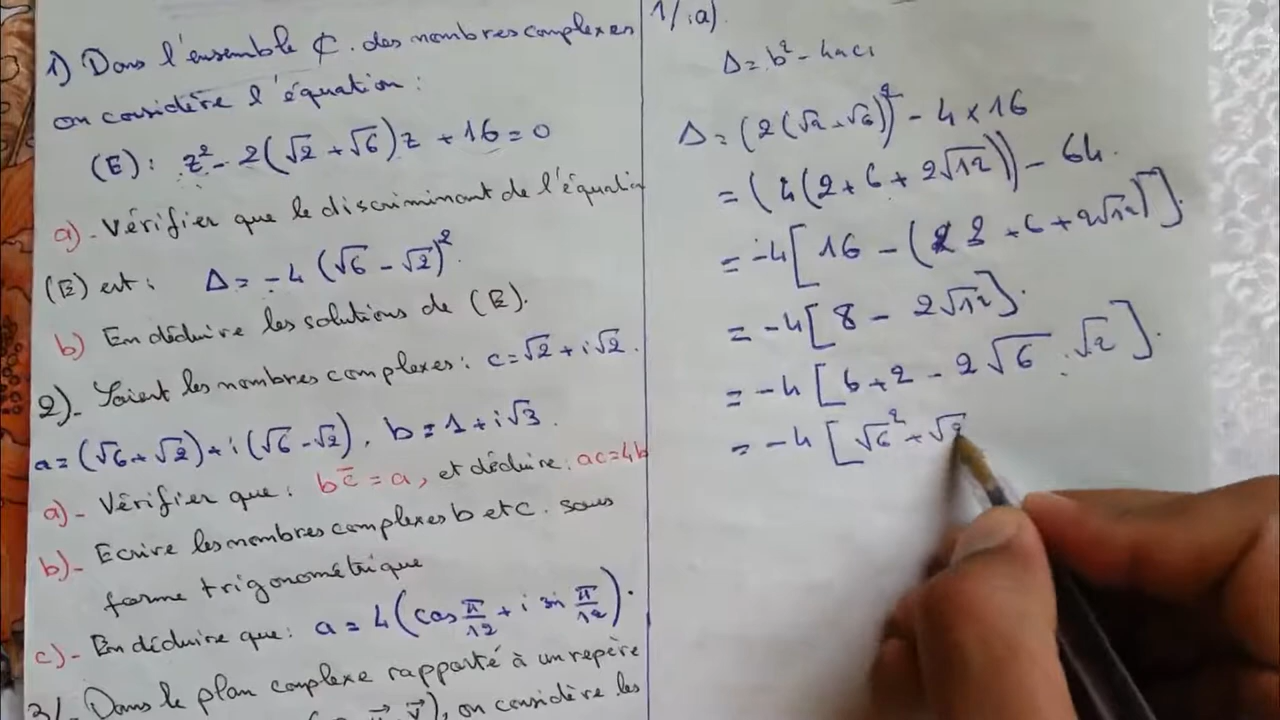 1) Dans l'ensemble ℂ. des nombres complexes
on considère l'équation :
(E) : z² - 2(√2 + √6)z + 16 = 0
a) - Vérifier que le discriminant de l'équation
(E) est : Δ = -4 (√6 - √2)².
b) En déduire les solutions de (E).
2) - Soient les nombres complexes : c = √2 + i√2.
a = (√6 + √2) + i (√6 - √2), b = 1 + i√3.
a) - Vérifier que : bc̄ = a, et déduire : ac = 4b
b) - Ecrire les nombres complexes b et c. sous
forme trigonométrique
c) - En déduire que : a = 4(cos π/12 + i sin π/12).
3/ Dans le plan complexe rapporté à un repère
v⃗), on considère les
1/ .a)
Δ = b² - 4ac
Δ = (2(√2 + √6))² - 4 × 16
= (4(2 + 6 + 2√12)) - 64.
= -4[16 - (2 + 6 + 2√12)].
= -4[8 - 2√12].
= -4[6 + 2 - 2√6 . √2].
= -4[√6² + √2